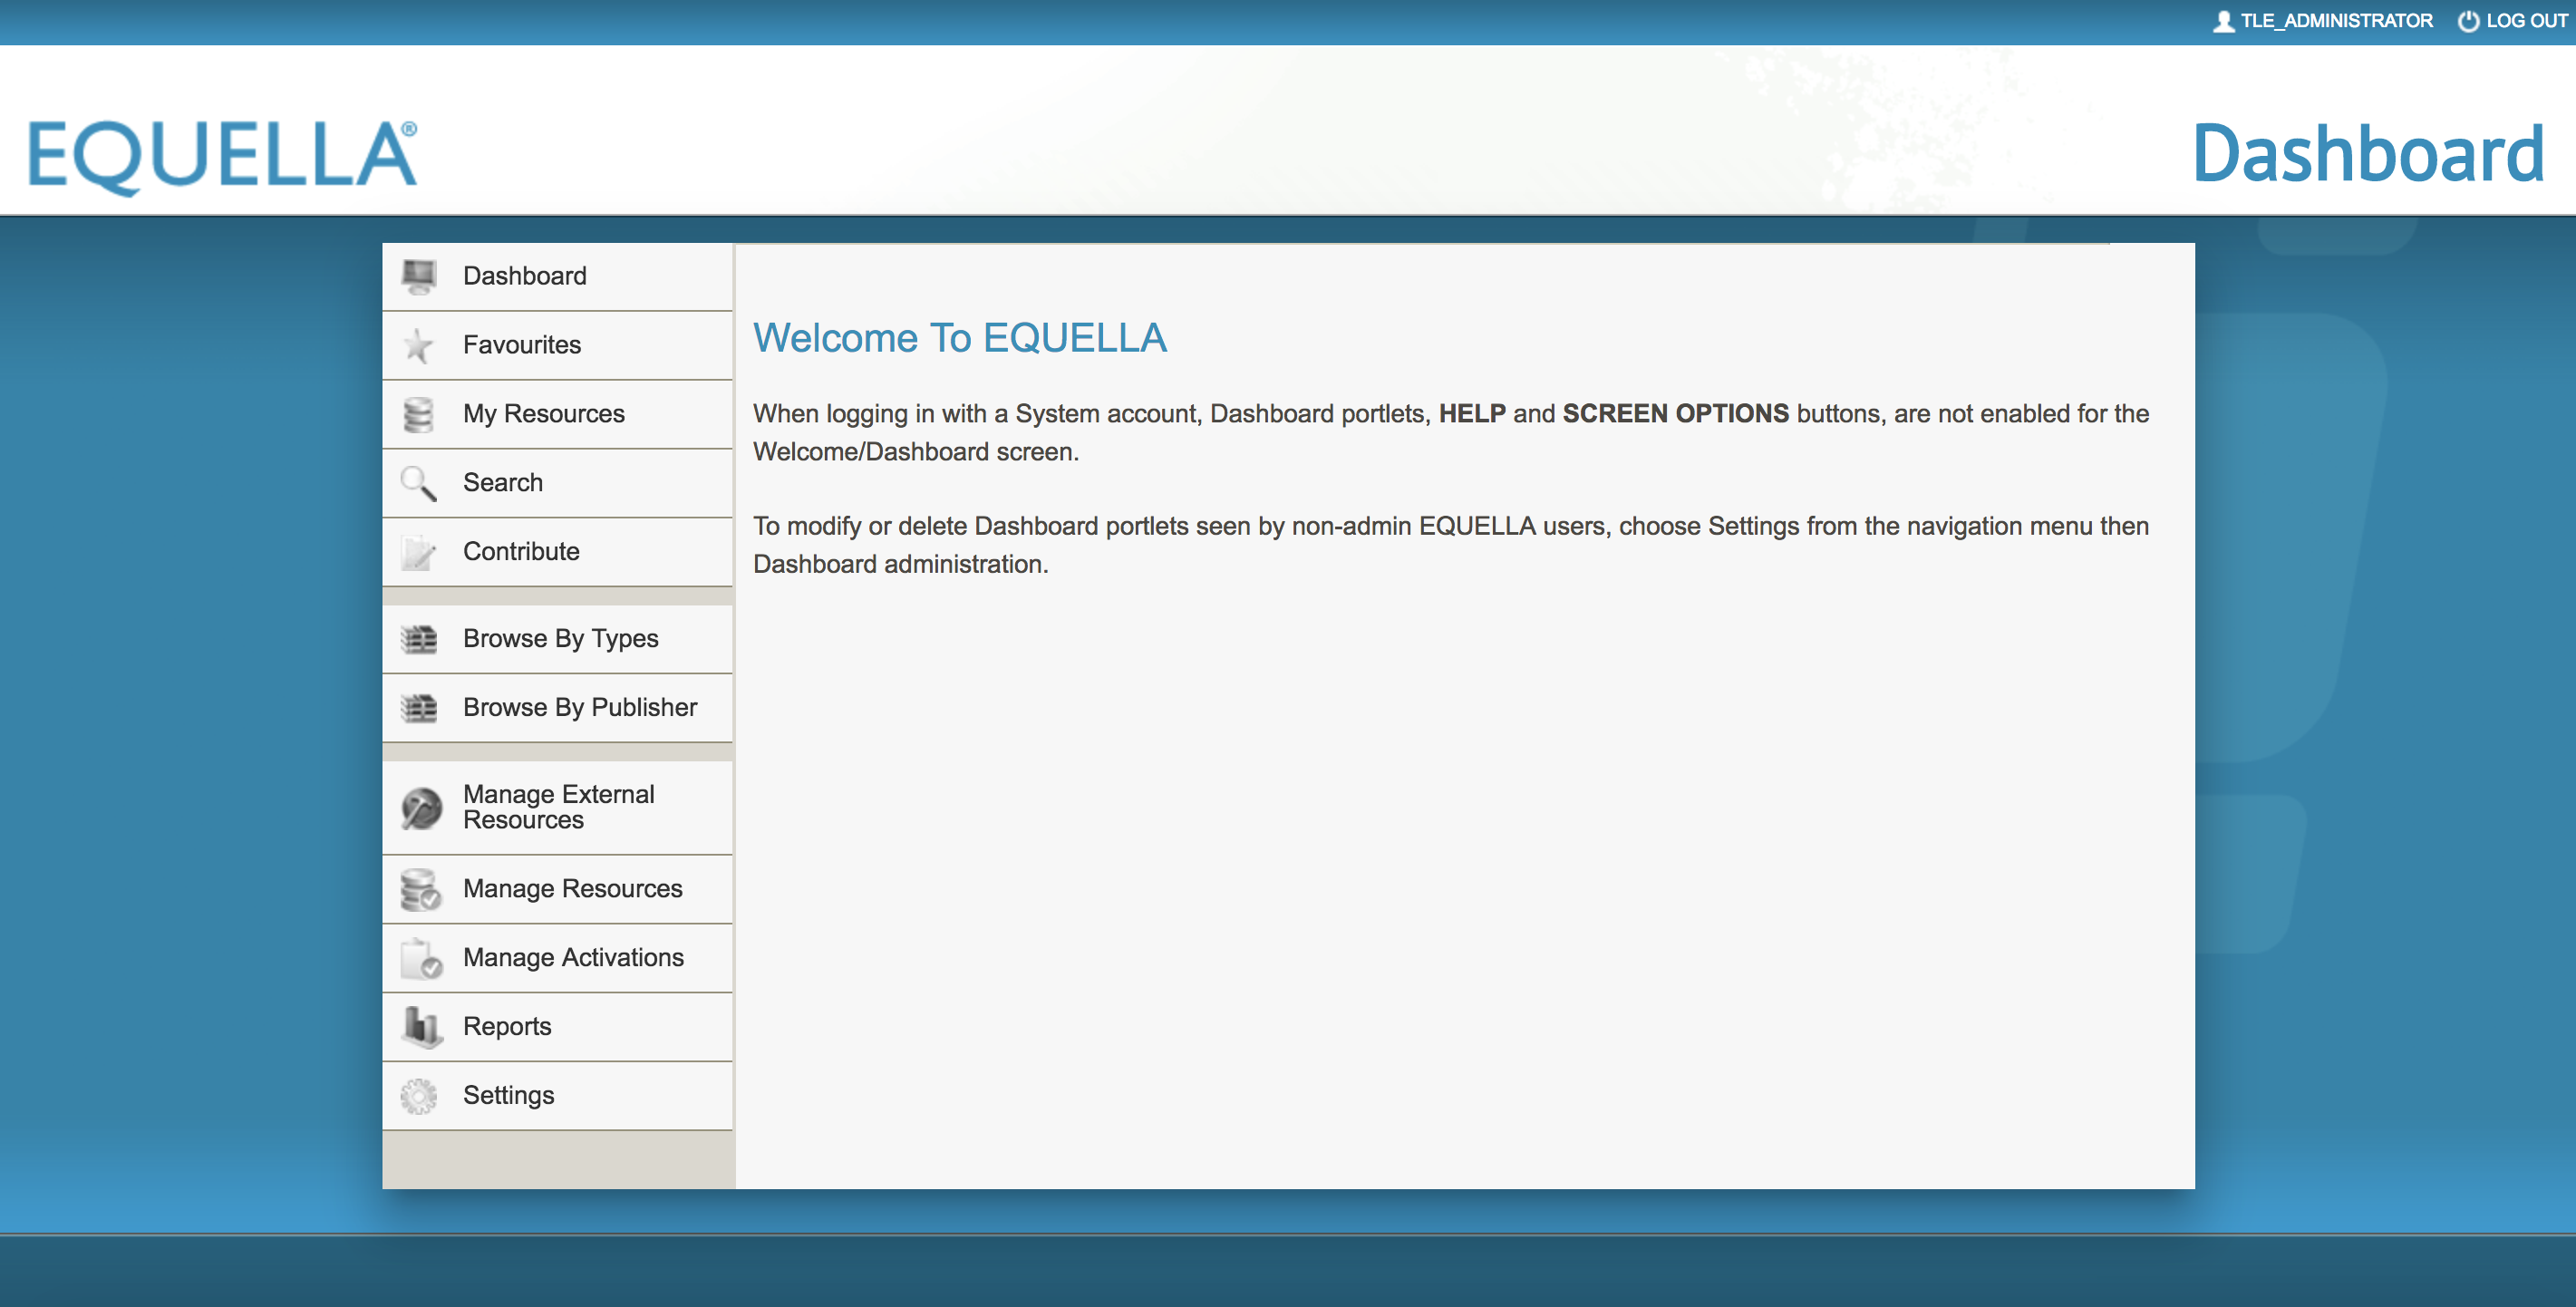 TLE_ADMINISTRATOR LOG OUT
EQUELLA®
Dashboard
Dashboard
Favourites
My Resources
Search
Contribute
Browse By Types
Browse By Publisher
Manage External
Resources
Manage Resources
Manage Activations
Reports
Settings
Welcome To EQUELLA
When logging in with a System account, Dashboard portlets, HELP and SCREEN OPTIONS buttons, are not enabled for the
Welcome/Dashboard screen.
To modify or delete Dashboard portlets seen by non-admin EQUELLA users, choose Settings from the navigation menu then
Dashboard administration.